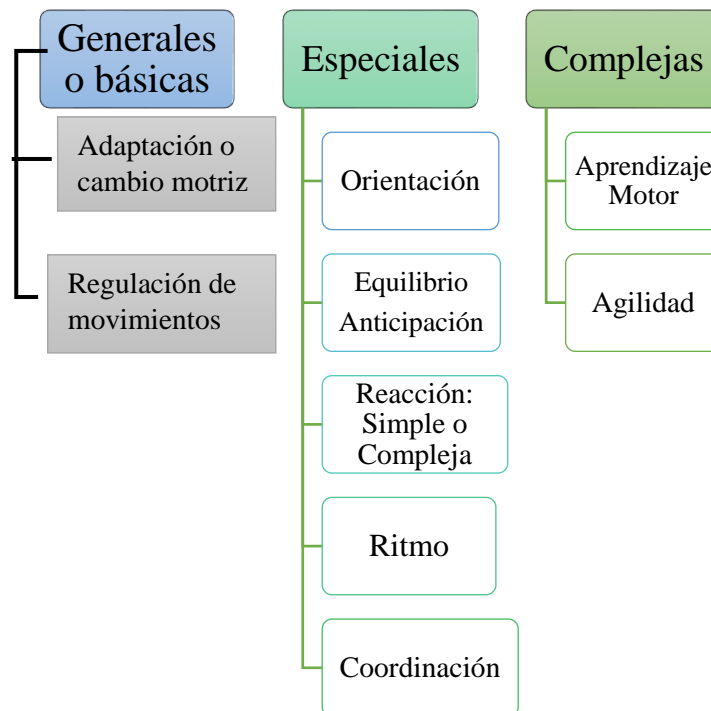 Generales
o básicas
Adaptación o
cambio motriz
Regulación de
movimientos
Especiales
Orientación
Equilibrio
Anticipación
Reacción:
Simple o
Compleja
Ritmo
Coordinación
Complejas
Aprendizaje
Motor
Agilidad